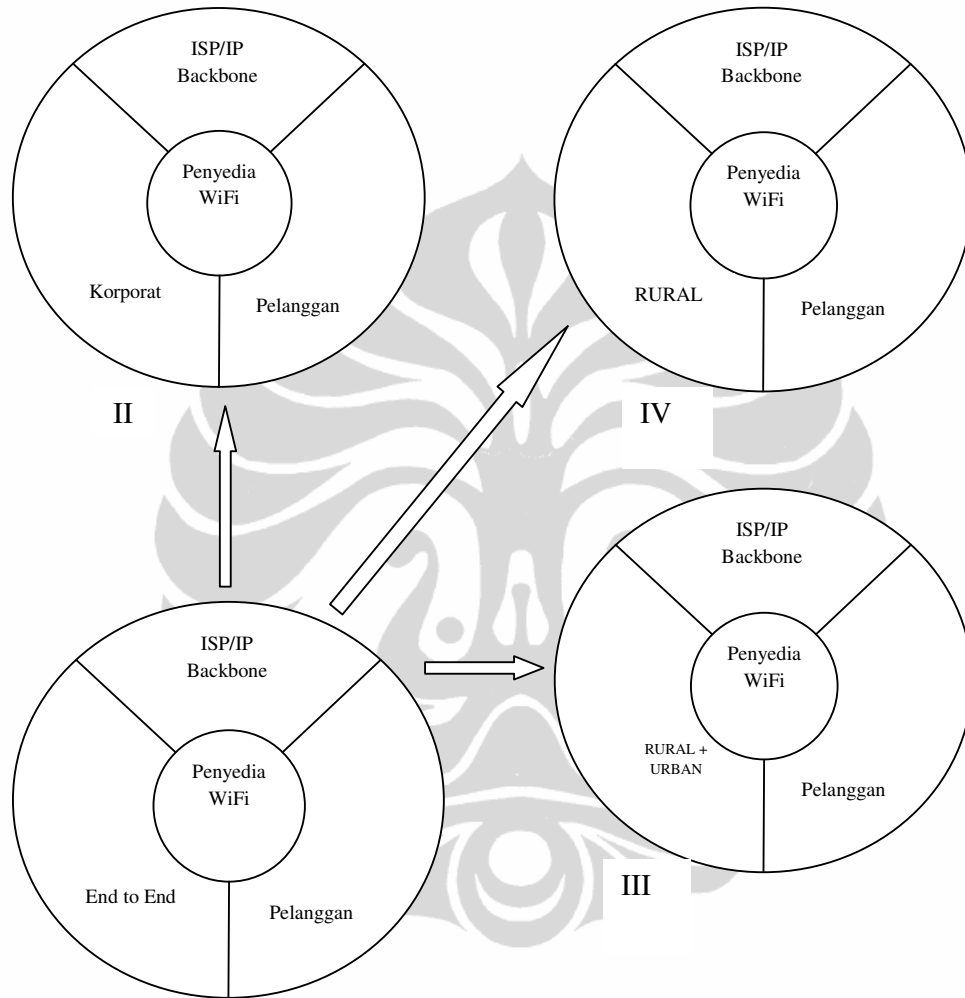 ISP/IP
Backbone
Penyedia
WiFi
Korporat
Pelanggan
II
ISP/IP
Backbone
Penyedia
WiFi
RURAL
Pelanggan
IV
ISP/IP
Backbone
Penyedia
WiFi
End to End
Pelanggan
ISP/IP
Backbone
Penyedia
WiFi
RURAL +
URBAN
Pelanggan
III